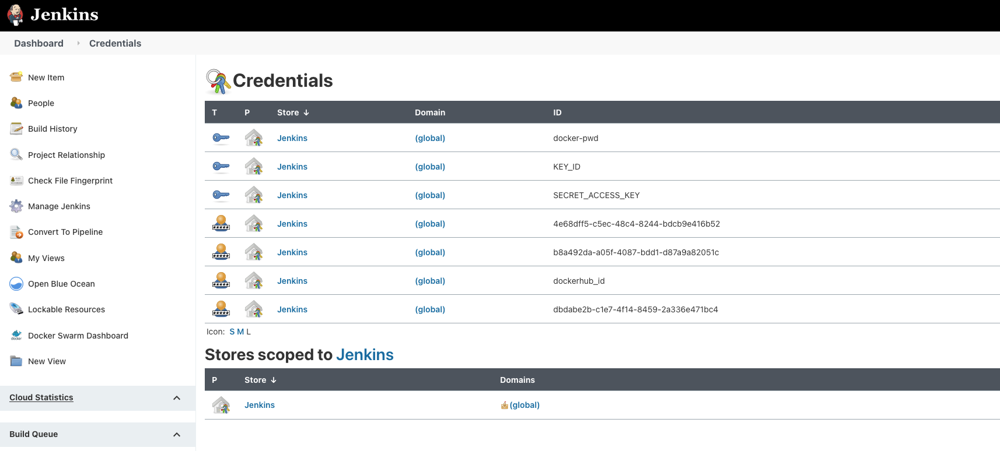 Jenkins
Dashboard Credentials
New Item
People
Build History
Project Relationship
Check File Fingerprint
Manage Jenkins
Convert To Pipeline
My Views
Open Blue Ocean
Lockable Resources
docker
Docker Swarm Dashboard
New View
Cloud Statistics
Build Queue
Credentials
T P Store ↓ Domain ID
Jenkins (global) docker-pwd
Jenkins (global) KEY_ID
Jenkins (global) SECRET_ACCESS_KEY
Jenkins (global) 4e68dff5-c5ec-48c4-8244-bdcb9e416b52
Jenkins (global) b8a492da-a05f-4087-bdd1-d87a9a82051c
Jenkins (global) dockerhub_id
Jenkins (global) dbdabe2b-c1e7-4f14-8459-2a336e471bc4
Icon: S M L
Stores scoped to Jenkins
P Store ↓ Domains
Jenkins (global)